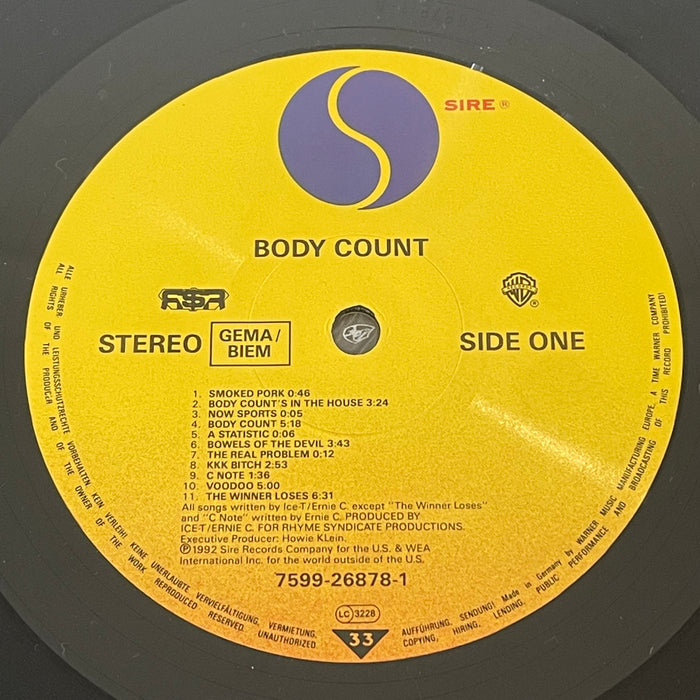 SIRE ®
BODY COUNT
STEREO
GEMA/
BIEM
SIDE ONE
1. SMOKED PORK 0:46
2. BODY COUNT'S IN THE HOUSE 3:24
3. NOW SPORTS 0:05
4. BODY COUNT 5:18
5. A STATISTIC 0:06
6. BOWELS OF THE DEVIL 3:43
7. THE REAL PROBLEM 0:12
8. KKK BITCH 2:53
9. C NOTE 1:36
10. VOODOO 5:00
11. THE WINNER LOSES 6:31
All songs written by Ice-T/Ernie C. except "The Winner Loses"
and "C Note" written by Ernie C. PRODUCED BY
ICE-T/ERNIE C. FOR RHYME SYNDICATE PRODUCTIONS.
Executive Producer: Howie KLein.
℗1992 Sire Records Company for the U.S. & WEA
International Inc. for the world outside of the U.S.
7599-26878-1
LC 3228
33
ALLE URHEBER- UND LEISTUNGSSCHUTZRECHTE VORBEHALTEN. KEIN VERLEIH! KEINE UNERLAUBTE VERVIELFÄLTIGUNG, VERMIETUNG,
AUFFÜHRUNG, SENDUNG! Made in Germany by WARNER MUSIC MANUFACTURING EUROPE, A TIME WARNER COMPANY
ALL RIGHTS OF THE PRODUCER AND OF THE OWNER OF THE WORK REPRODUCED RESERVED. UNAUTHORIZED
COPYING, HIRING, LENDING, PUBLIC PERFORMANCE AND BROADCASTING OF THIS RECORD PROHIBITED!